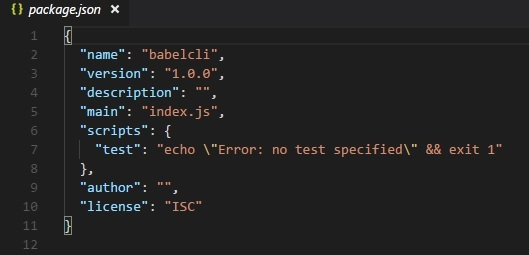 {} package.json ×
1 {
2   "name": "babelcli",
3   "version": "1.0.0",
4   "description": "",
5   "main": "index.js",
6   "scripts": {
7     "test": "echo \"Error: no test specified\" && exit 1"
8   },
9   "author": "",
10   "license": "ISC"
11 }
12